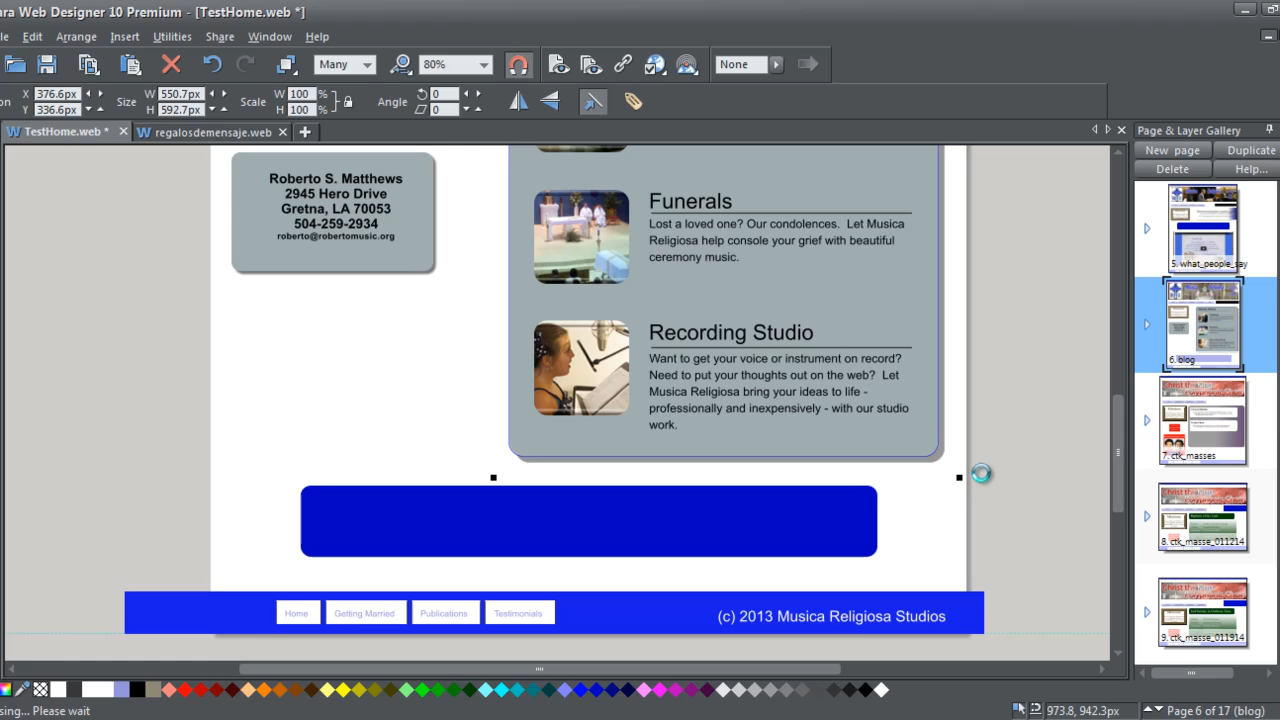 ara Web Designer 10 Premium - [TestHome.web *]
le Edit Arrange Insert Utilities Share Window Help
Many 80% None
X 376.6px W 550.7px W 100 % 0
on Size Scale Angle
Y 336.6px H 592.7px H 100 % 0
TestHome.web * regalosdemensaje.web
Page & Layer Gallery
New page Duplicate
Delete Help...
Roberto S. Matthews
2945 Hero Drive
Gretna, LA 70053
504-259-2934
roberto@robertomusic.org
Funerals
Lost a loved one? Our condolences. Let Musica
Religiosa help console your grief with beautiful
ceremony music.
Recording Studio
Want to get your voice or instrument on record?
Need to put your thoughts out on the web? Let
Musica Religiosa bring your ideas to life -
professionally and inexpensively - with our studio
work.
Home Getting Married Publications Testimonials
(c) 2013 Musica Religiosa Studios
5. what_people_say
6. blog
7. ctk_masses
8. ctk_masse_011214
9. ctk_masse_011914
sing... Please wait
973.8, 942.3px Page 6 of 17 (blog)